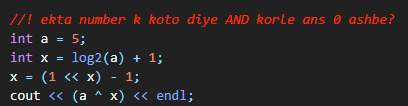 //! ekta number k koto diye AND korle ans 0 ashbe?
int a = 5;
int x = log2(a) + 1;
x = (1 << x) - 1;
cout << (a ^ x) << endl;